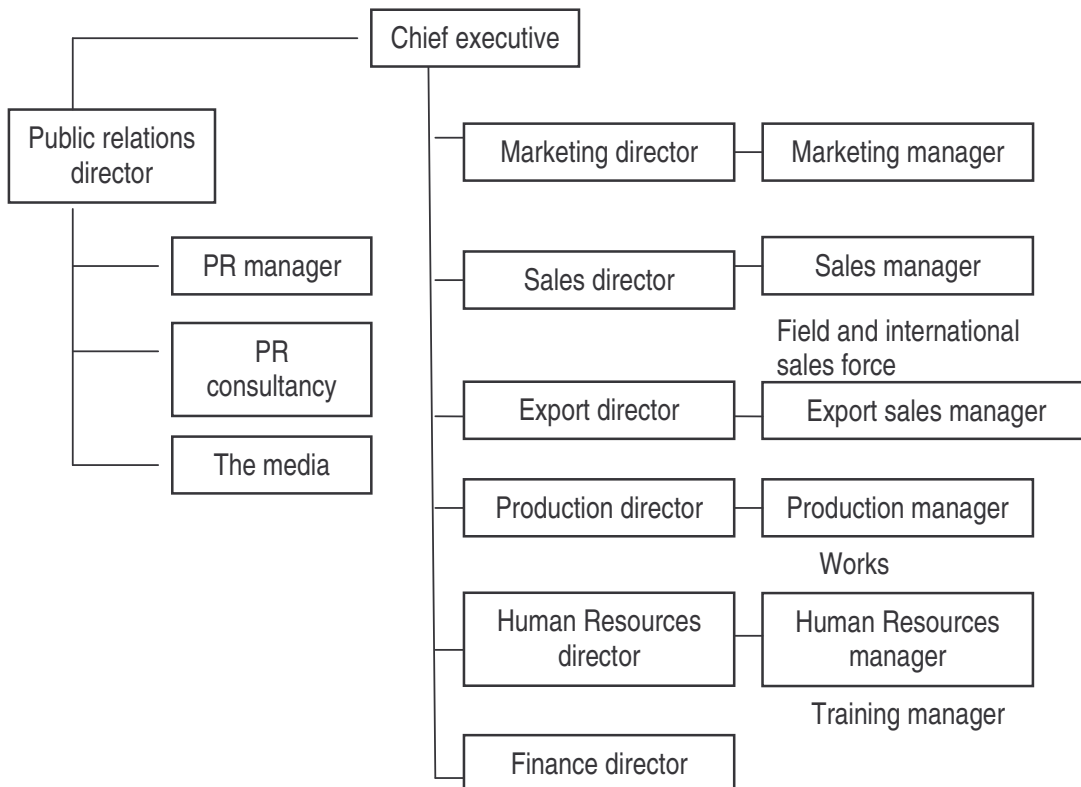 Chief executive
Public relations
director
PR manager
PR
consultancy
The media
Marketing director
Marketing manager
Sales director
Sales manager
Field and international
sales force
Export director
Export sales manager
Production director
Production manager
Works
Human Resources
director
Human Resources
manager
Training manager
Finance director